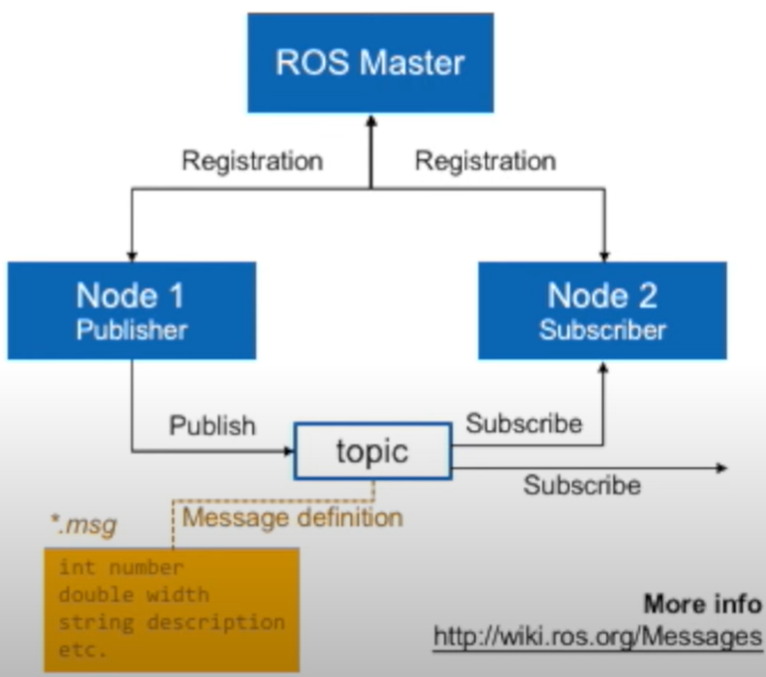 ROS Master
Registration
Registration
Node 1
Publisher
Node 2
Subscriber
Publish
topic
Subscribe
Subscribe
*.msg
Message definition
int number
double width
string description
etc.
More info
http://wiki.ros.org/Messages